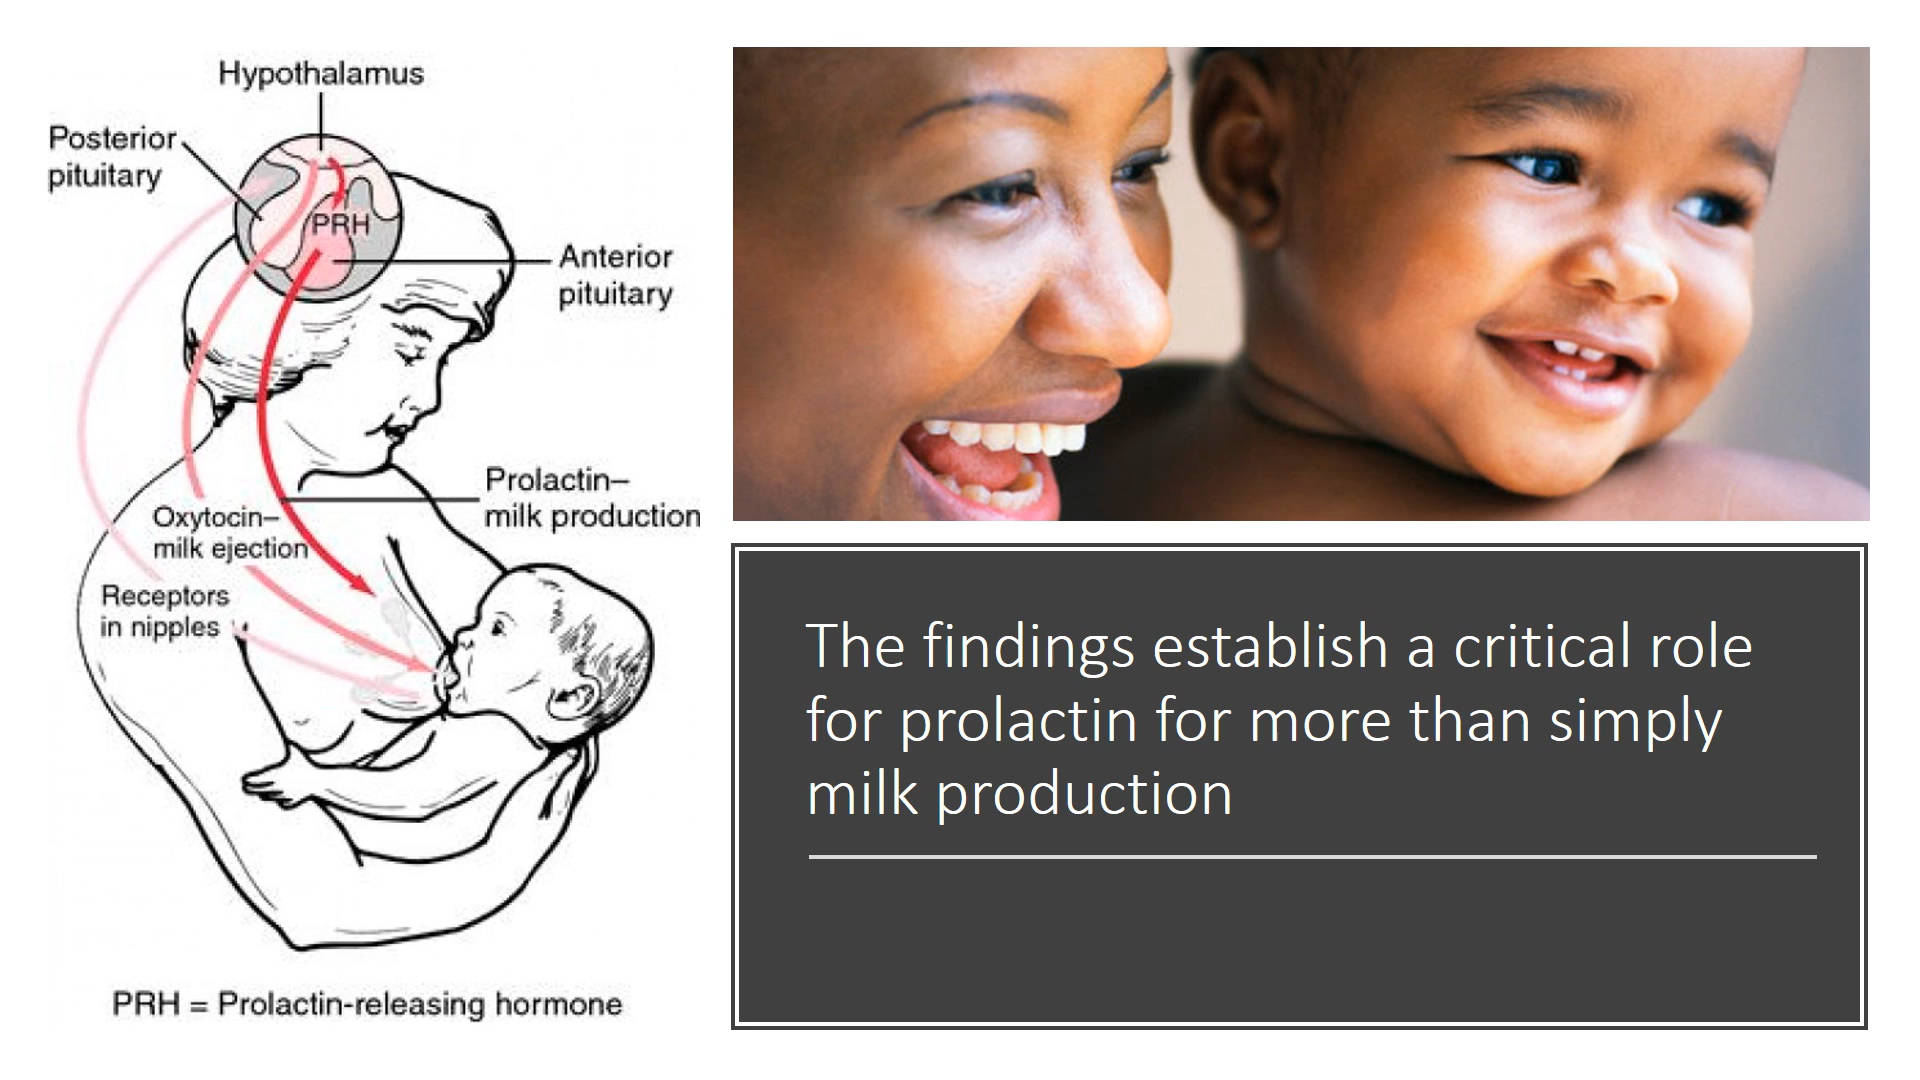 Hypothalamus
Posterior
pituitary
PRH
Anterior
pituitary
Prolactin–
milk production
Oxytocin–
milk ejection
Receptors
in nipples
PRH = Prolactin-releasing hormone
The findings establish a critical role
for prolactin for more than simply
milk production